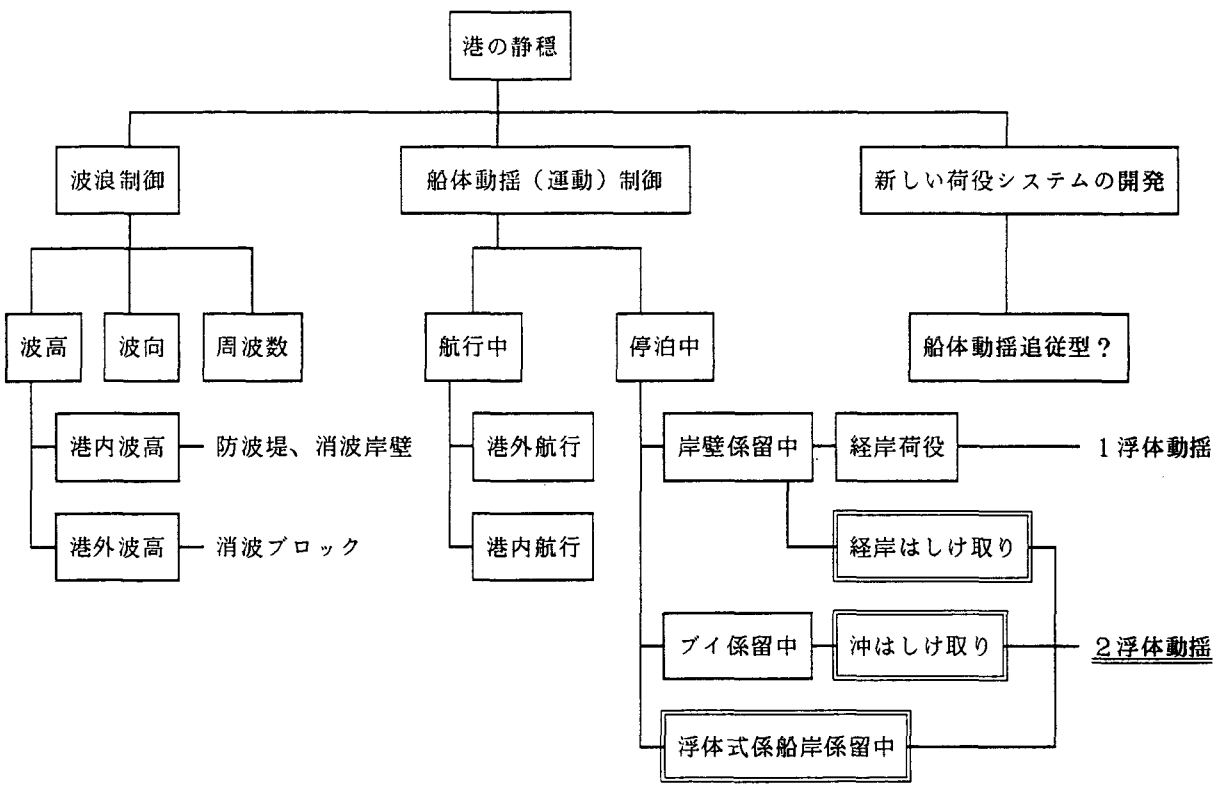 港の静穏
波浪制御
船体動揺（運動）制御
新しい荷役システムの開発
波高
波向
周波数
航行中
停泊中
船体動揺追従型？
港内波高
防波堤、消波岸壁
港外航行
岸壁係留中
経岸荷役
１浮体動揺
港外波高
消波ブロック
港内航行
経岸はしけ取り
ブイ係留中
沖はしけ取り
２浮体動揺
浮体式係船岸係留中